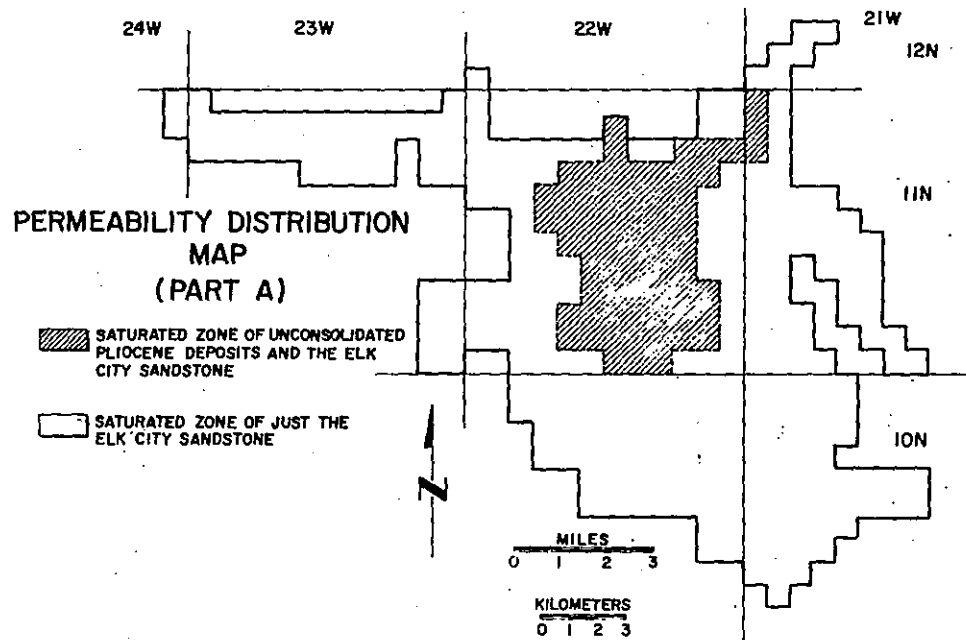 24W 23W 22W 21W
12N
11N
PERMEABILITY DISTRIBUTION
MAP
(PART A)
SATURATED ZONE OF UNCONSOLIDATED
PLIOCENE DEPOSITS AND THE ELK
CITY SANDSTONE
SATURATED ZONE OF JUST THE
ELK CITY SANDSTONE
10N
N
MILES
0 1 2 3
KILOMETERS
0 1 2 3